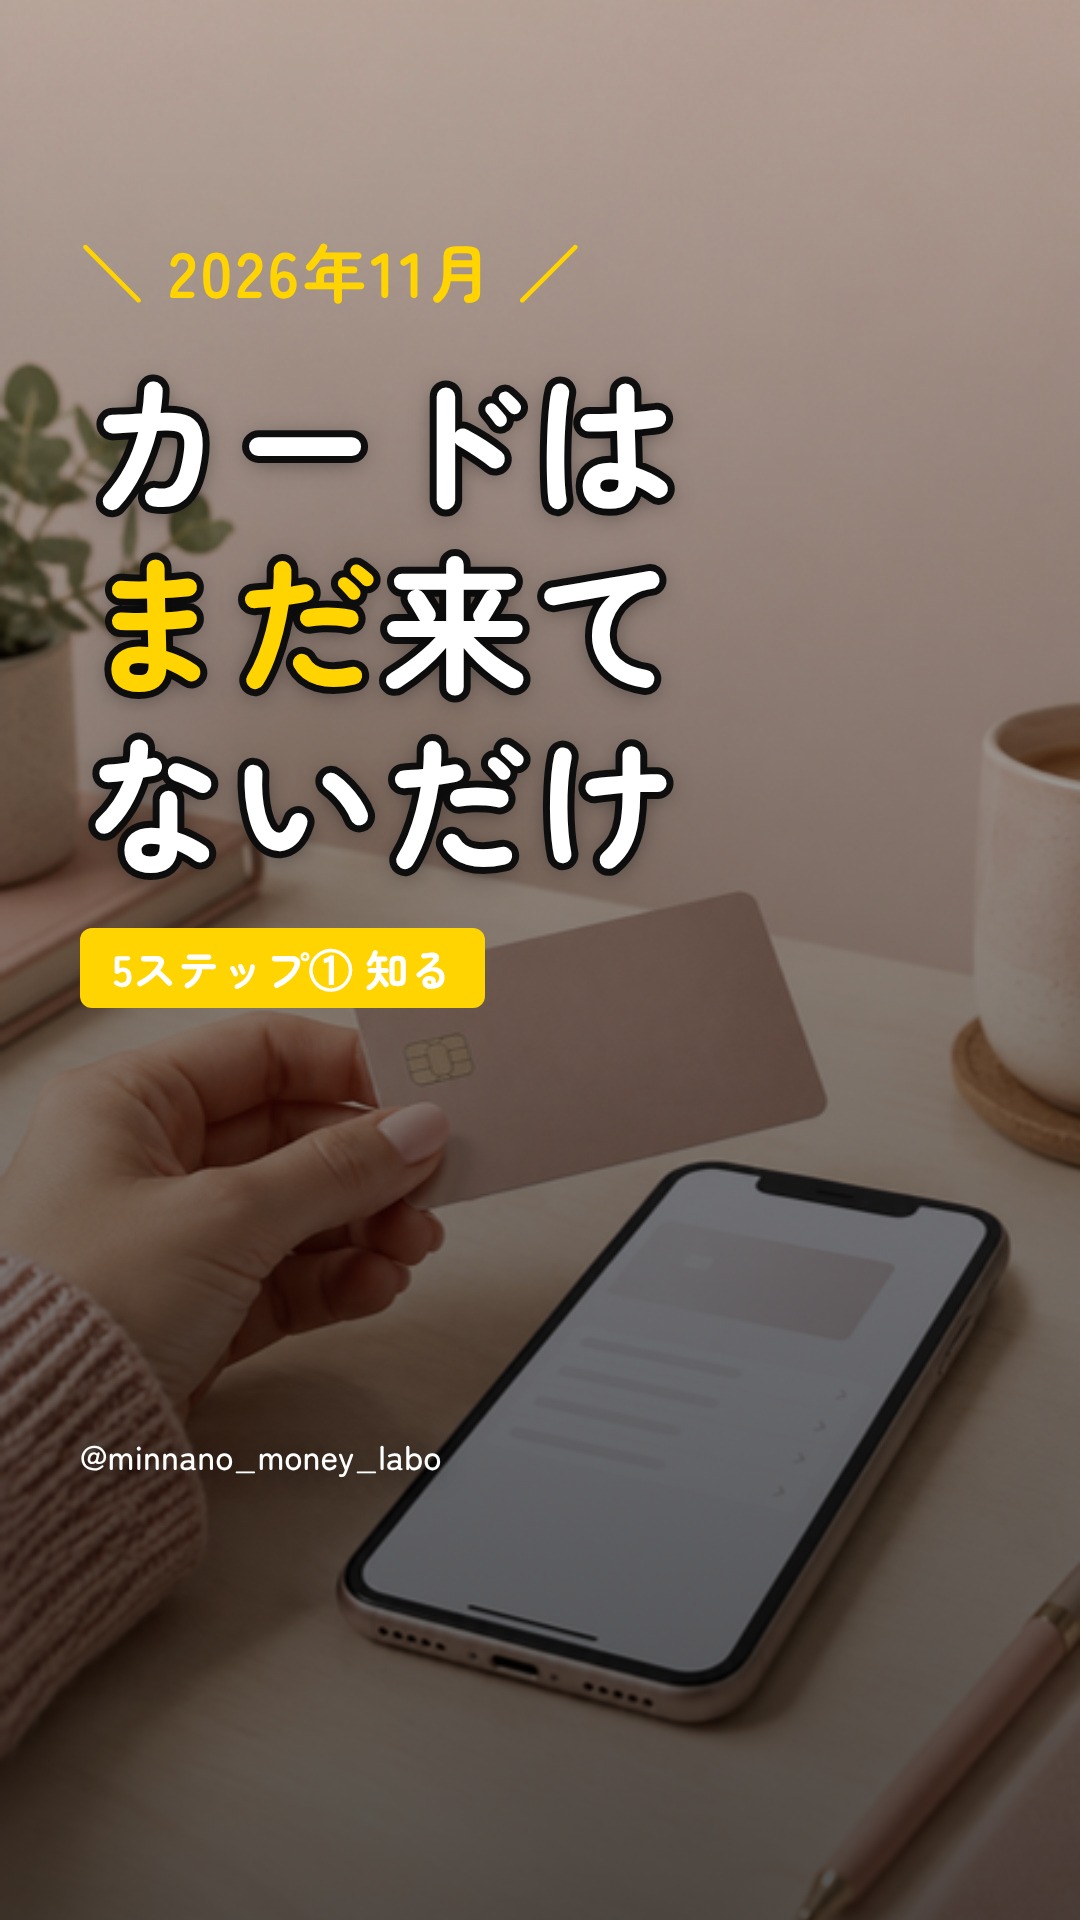 ＼ 2026年11月 ／
カードは
まだ来て
ないだけ
5ステップ① 知る
@minnano_money_labo